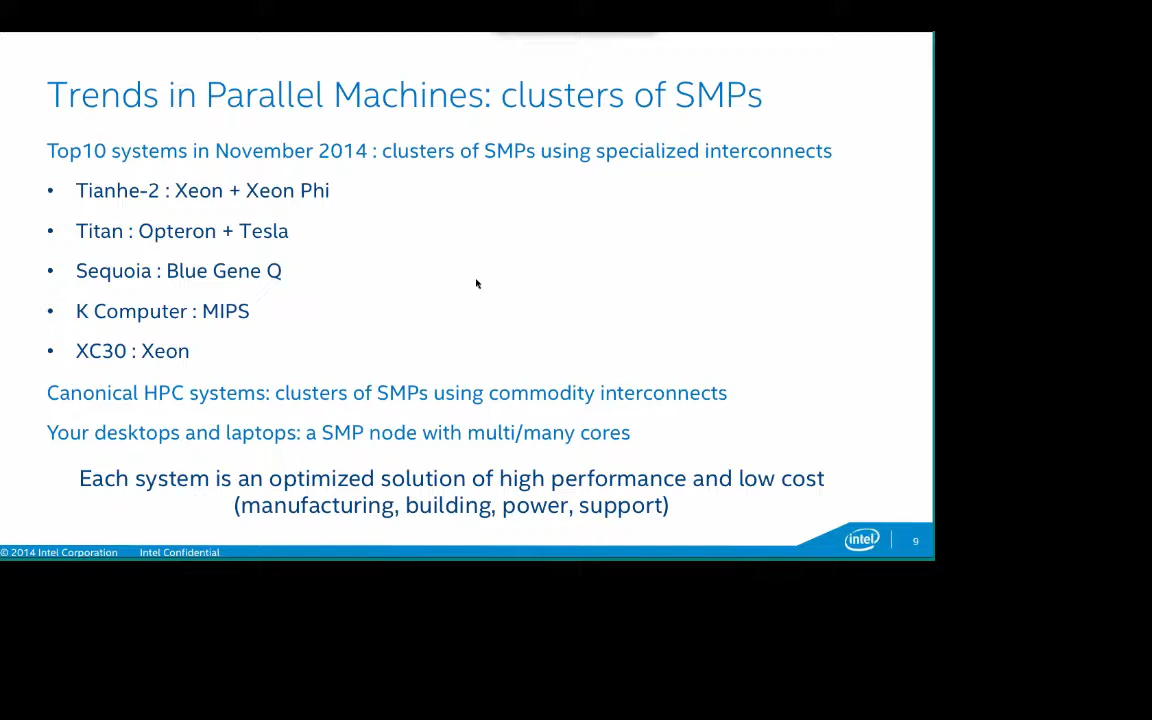 Trends in Parallel Machines: clusters of SMPs
Top10 systems in November 2014 : clusters of SMPs using specialized interconnects
• Tianhe-2 : Xeon + Xeon Phi
• Titan : Opteron + Tesla
• Sequoia : Blue Gene Q
• K Computer : MIPS
• XC30 : Xeon
Canonical HPC systems: clusters of SMPs using commodity interconnects
Your desktops and laptops: a SMP node with multi/many cores
Each system is an optimized solution of high performance and low cost
(manufacturing, building, power, support)
© 2014 Intel Corporation Intel Confidential
intel 9